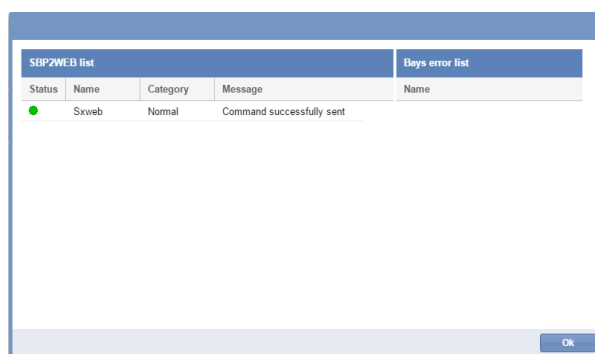 SBP2WEB list Bays error list
Status Name Category Message Name
Sxweb Normal Command successfully sent
Ok